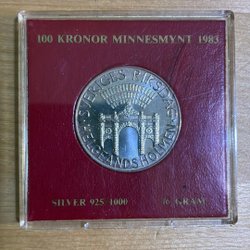 100 KRONOR MINNESMYNT 1983
SVERIGES RIKSDAG
HELGEANDSHOLMEN
SILVER 925/1000 16 GRAM